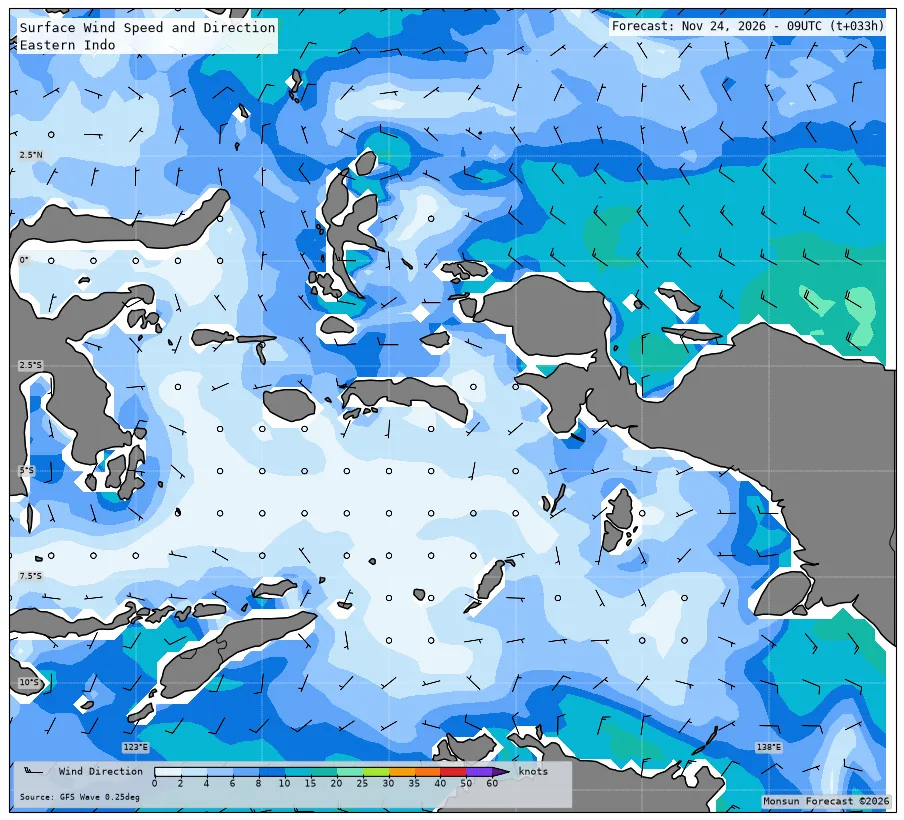 Surface Wind Speed and Direction
Eastern Indo
Forecast: Nov 24, 2026 - 09UTC (t+033h)
2.5°N
0°
2.5°S
5°S
7.5°S
10°S
123°E
138°E
Wind Direction
knots
0 2 4 6 8 10 15 20 25 30 35 40 50 60
Source: GFS Wave 0.25deg
Monsun Forecast ©2026